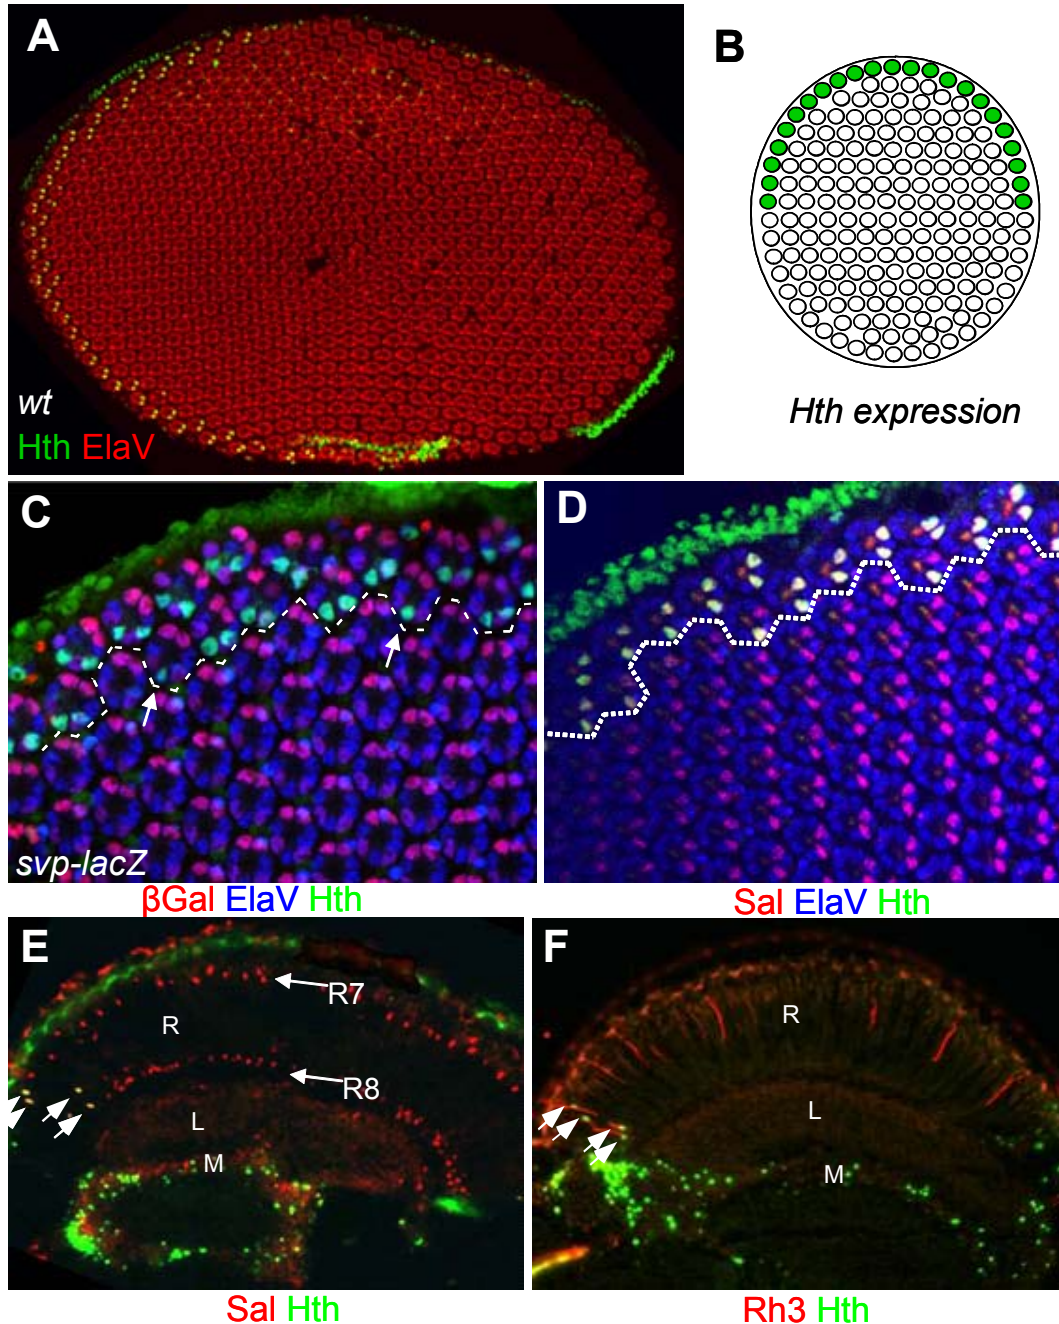 A
B
wt
Hth ElaV
Hth expression
C
D
svp-lacZ
βGal ElaV Hth
Sal ElaV Hth
E
F
R7
R
R
R8
L
L
M
M
Sal Hth
Rh3 Hth